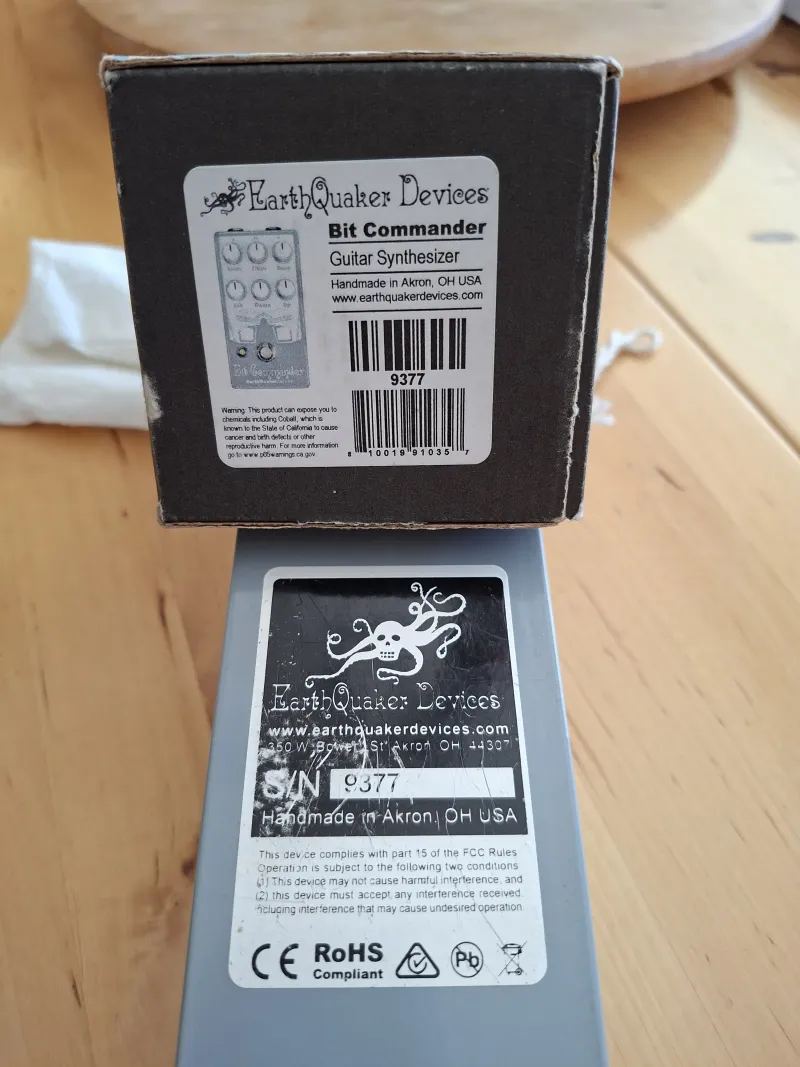 EarthQuaker Devices
Bit Commander
Guitar Synthesizer
Handmade in Akron, OH USA
www.earthquakerdevices.com
9377
Bit Commander
Warning: This product can expose you to
chemicals including Cobalt, which is
known to the State of California to cause
cancer and birth defects or other
reproductive harm. For more information
go to www.p65warnings.ca.gov.
8 10019 91035 7
EarthQuaker Devices
www.earthquakerdevices.com
350 W. Bowery St Akron OH 44307
S/N 9377
Handmade in Akron, OH USA
This device complies with part 15 of the FCC Rules
Operation is subject to the following two conditions
(1) This device may not cause harmful interference, and
(2) this device must accept any interference received
including interference that may cause undesired operation
CE RoHS
Compliant
Pb